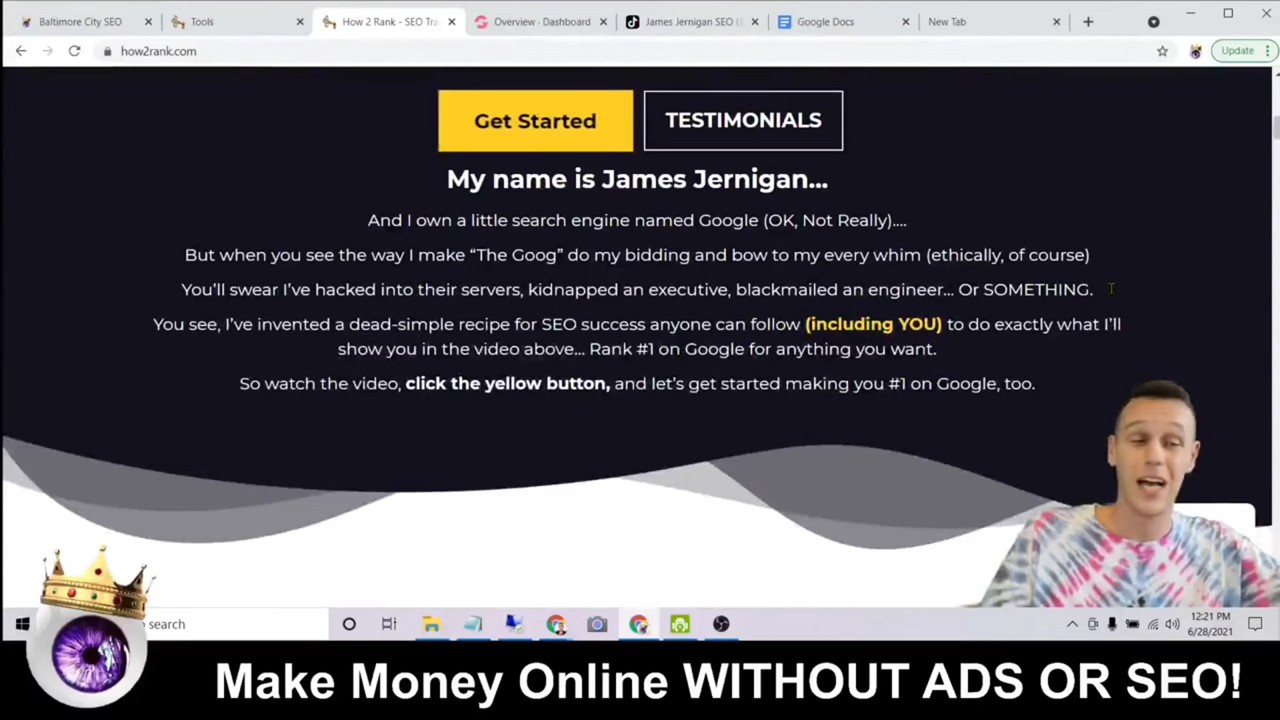 Baltimore City SEO
Tools
How 2 Rank - SEO Tra
Overview · Dashboard
James Jernigan SEO (
Google Docs
New Tab
how2rank.com
Update
Get Started
TESTIMONIALS
My name is James Jernigan...
And I own a little search engine named Google (OK, Not Really)....
But when you see the way I make “The Goog” do my bidding and bow to my every whim (ethically, of course)
You’ll swear I’ve hacked into their servers, kidnapped an executive, blackmailed an engineer... Or SOMETHING.
You see, I’ve invented a dead-simple recipe for SEO success anyone can follow (including YOU) to do exactly what I’ll
show you in the video above... Rank #1 on Google for anything you want.
So watch the video, click the yellow button, and let’s get started making you #1 on Google, too.
search
12:21 PM
6/28/2021
Make Money Online WITHOUT ADS OR SEO!